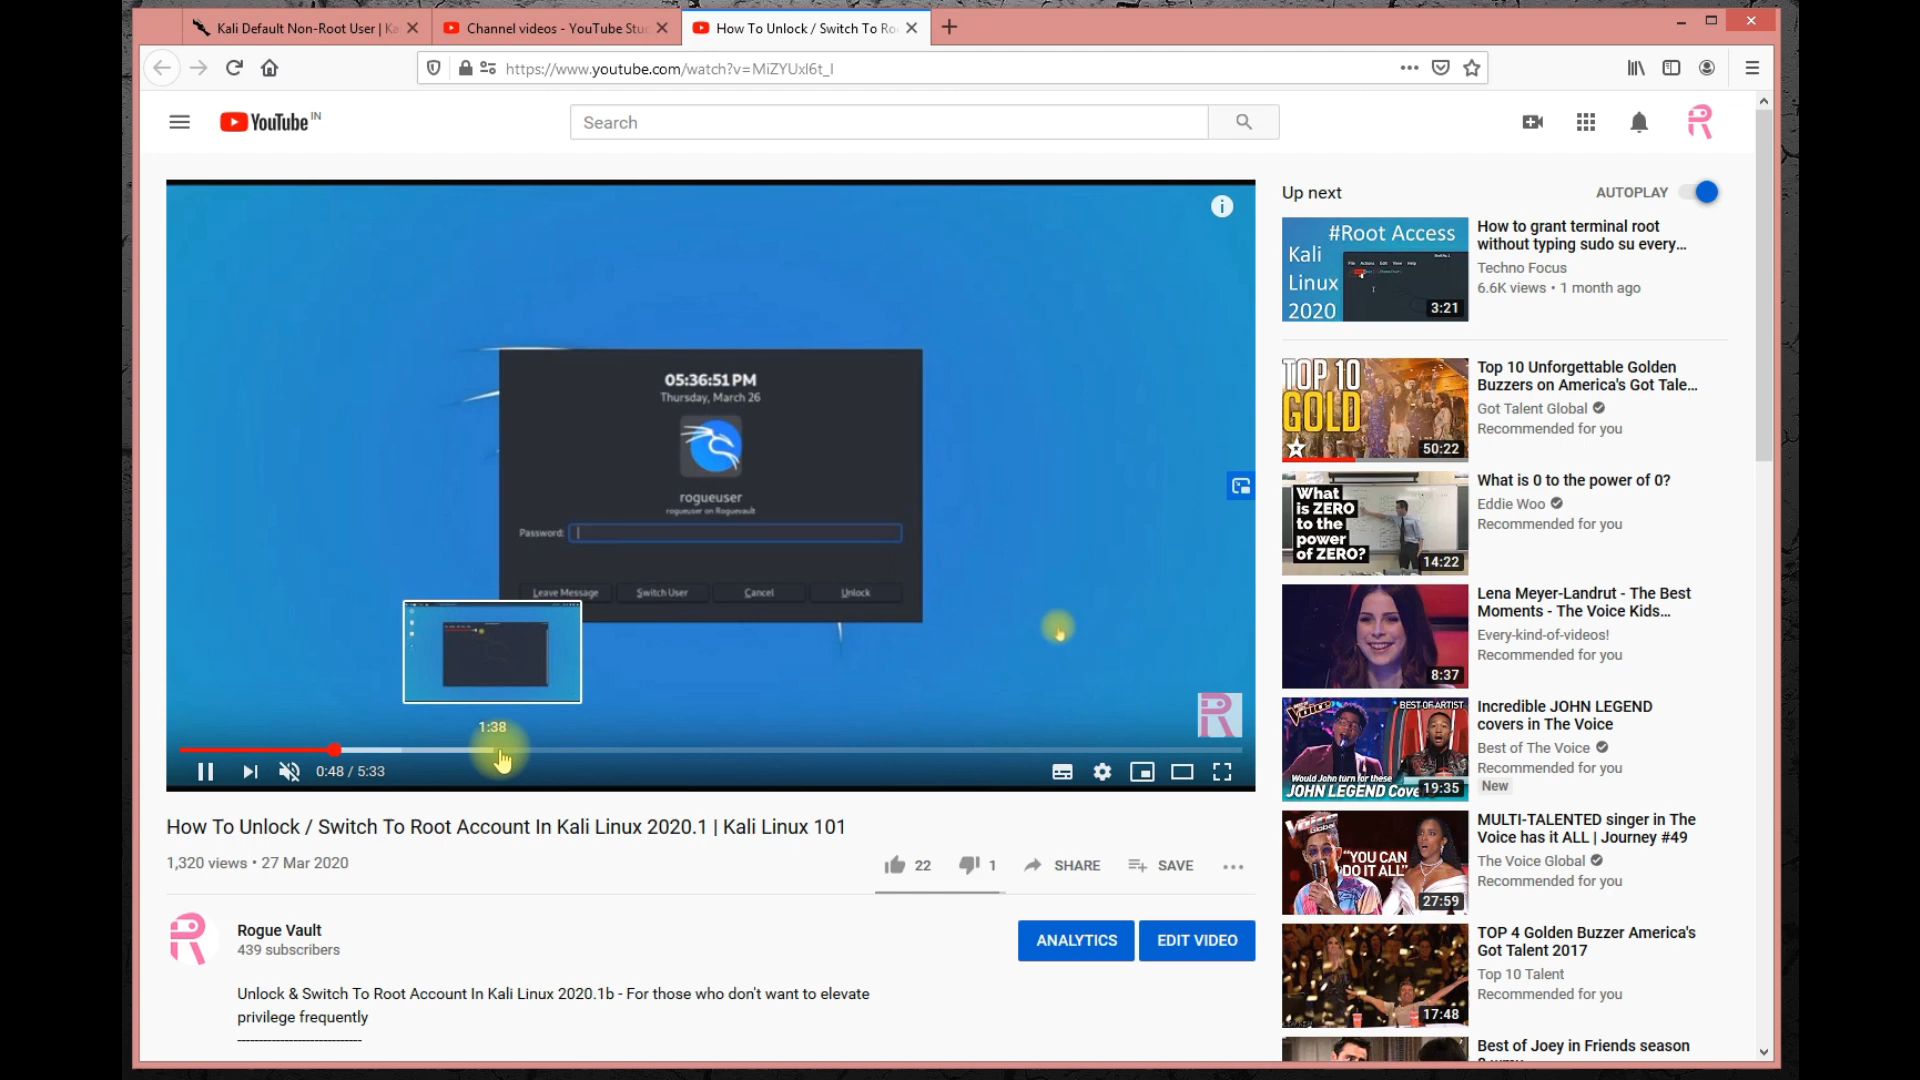 Kali Default Non-Root User | Ka
Channel videos - YouTube Stu
How To Unlock / Switch To Ro
https://www.youtube.com/watch?v=MiZYUxl6t_I
YouTube IN
Search
R
05:36:51 PM
Thursday, March 26
rogueuser
rogueuser on Roguevault
Password:
Leave Message
Switch User
Cancel
Unlock
1:38
0:48 / 5:33
How To Unlock / Switch To Root Account In Kali Linux 2020.1 | Kali Linux 101
1,320 views • 27 Mar 2020
22
1
SHARE
SAVE
Rogue Vault
439 subscribers
ANALYTICS
EDIT VIDEO
Unlock & Switch To Root Account In Kali Linux 2020.1b - For those who don't want to elevate
privilege frequently
------------------------------
Up next
AUTOPLAY
#Root Access
Kali
Linux
2020
3:21
How to grant terminal root
without typing sudo su every...
Techno Focus
6.6K views • 1 month ago
TOP 10
GOLD
50:22
Top 10 Unforgettable Golden
Buzzers on America's Got Tale...
Got Talent Global
Recommended for you
What
is ZERO
to the
power
of ZERO?
14:22
What is 0 to the power of 0?
Eddie Woo
Recommended for you
8:37
Lena Meyer-Landrut - The Best
Moments - The Voice Kids...
Every-kind-of-videos!
Recommended for you
BEST OF ARTIST
Would John turn for these
JOHN LEGEND Cove
19:35
Incredible JOHN LEGEND
covers in The Voice
Best of The Voice
Recommended for you
New
"YOU CAN
DO IT ALL"
27:59
MULTI-TALENTED singer in The
Voice has it ALL | Journey #49
The Voice Global
Recommended for you
17:48
TOP 4 Golden Buzzer America's
Got Talent 2017
Top 10 Talent
Recommended for you
Best of Joey in Friends season